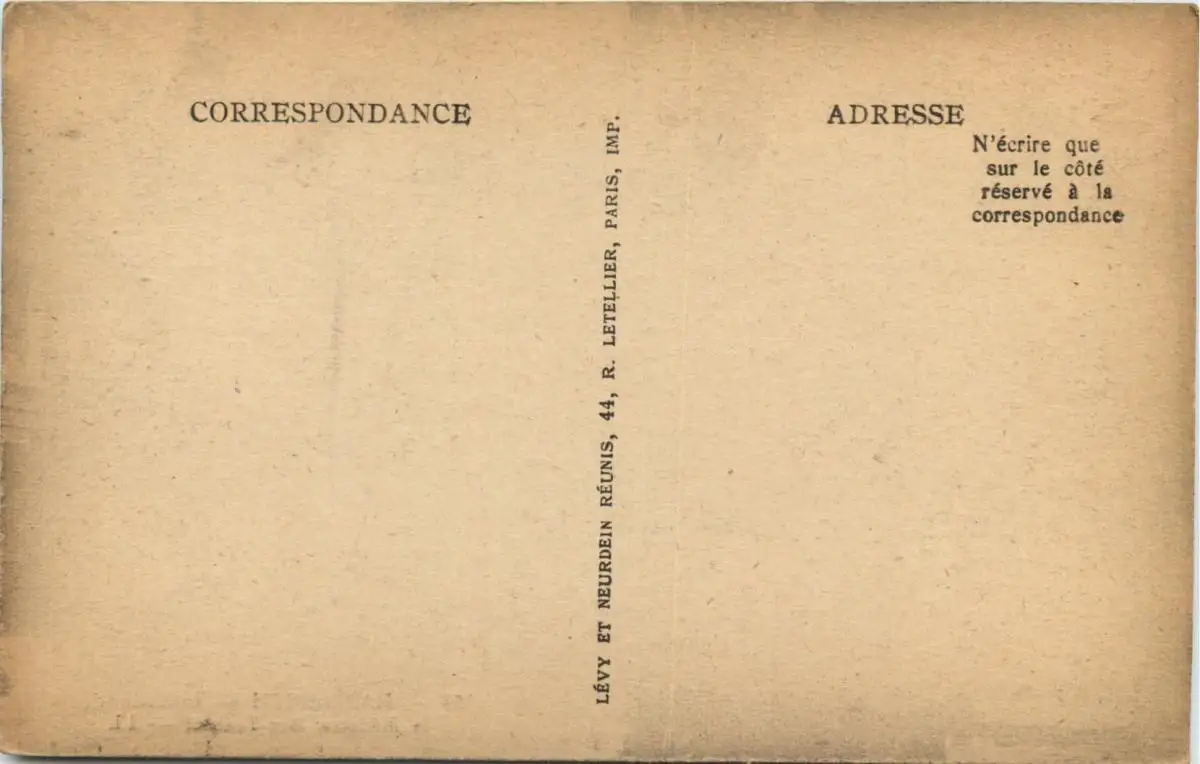 CORRESPONDANCE
LÉVY ET NEURDEIN RÉUNIS, 44, R. LETELLIER, PARIS, IMP.
ADRESSE
N'écrire que
sur le côté
réservé à la
correspondance